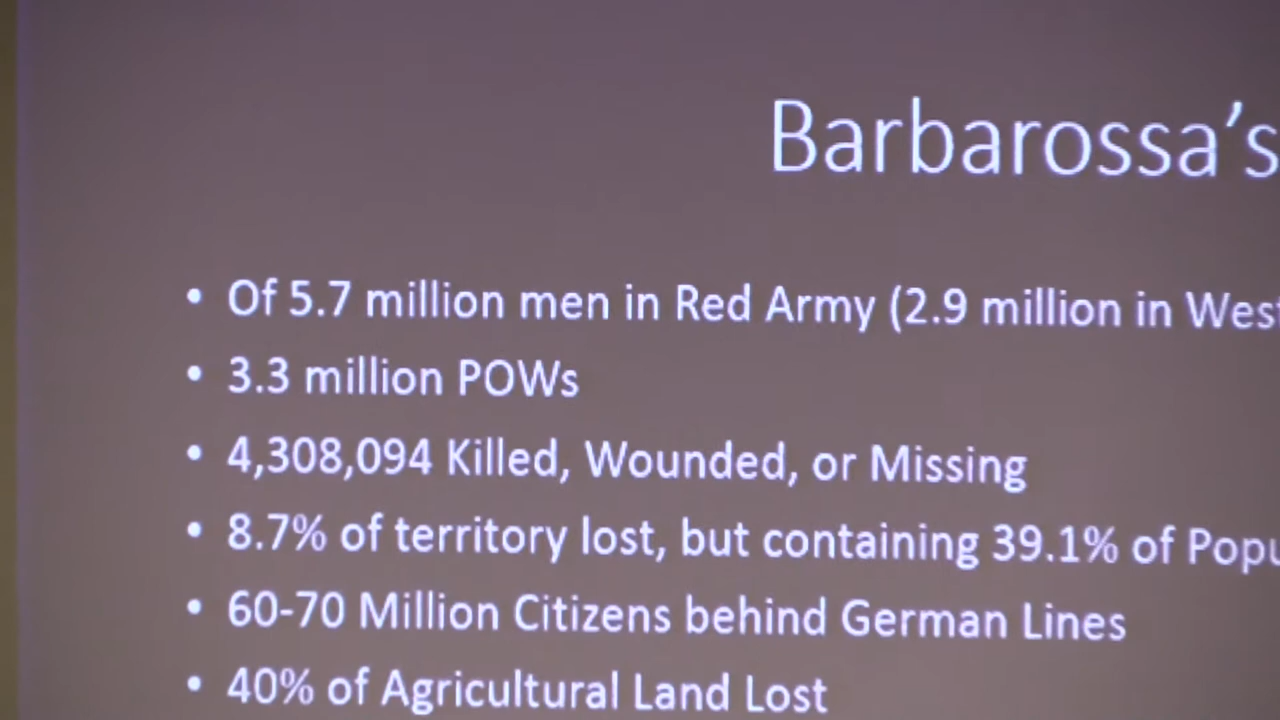 Barbarossa’s
• Of 5.7 million men in Red Army (2.9 million in
• 3.3 million POWs
• 4,308,094 Killed, Wounded, or Missing
• 8.7% of territory lost, but containing 39.1% of
• 60-70 Million Citizens behind German Lines
• 40% of Agricultural Land Lost